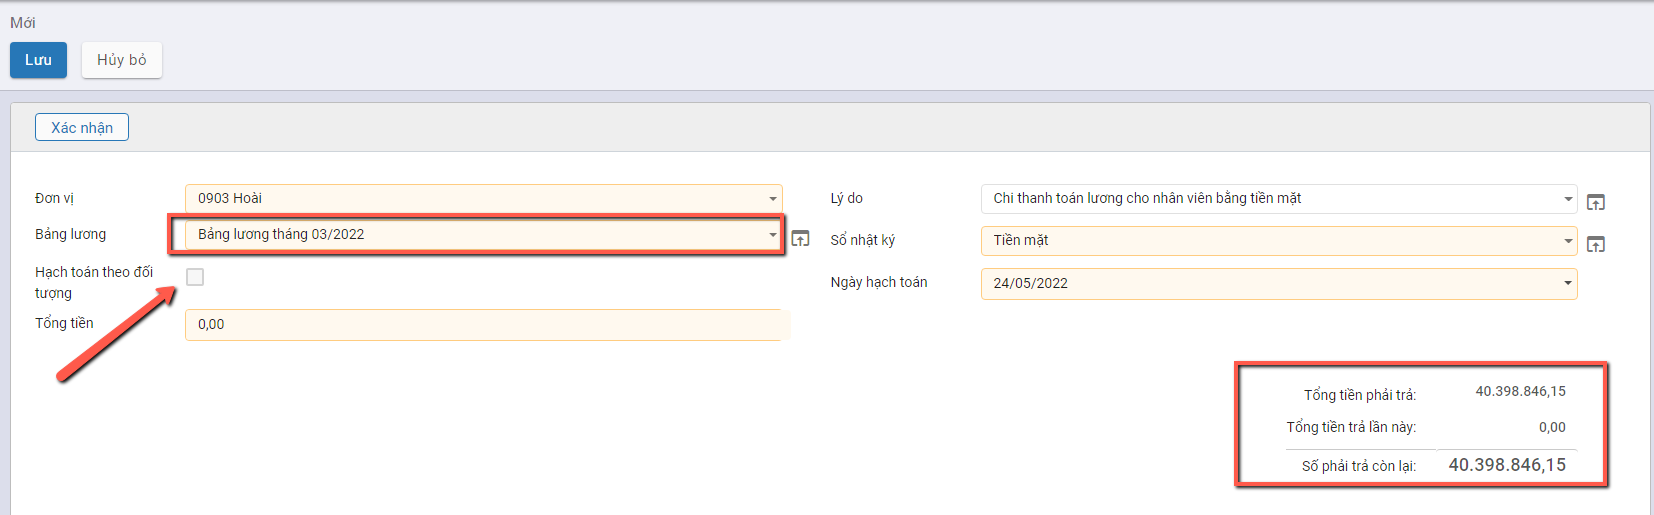 Mới
Lưu
Hủy bỏ
Xác nhận
Đơn vị
0903 Hoài
Bảng lương
Bảng lương tháng 03/2022
Hạch toán theo đối
tượng
Tổng tiền
0,00
Lý do
Chi thanh toán lương cho nhân viên bằng tiền mặt
Sổ nhật ký
Tiền mặt
Ngày hạch toán
24/05/2022
Tổng tiền phải trả: 40.398.846,15
Tổng tiền trả lần này: 0,00
Số phải trả còn lại: 40.398.846,15